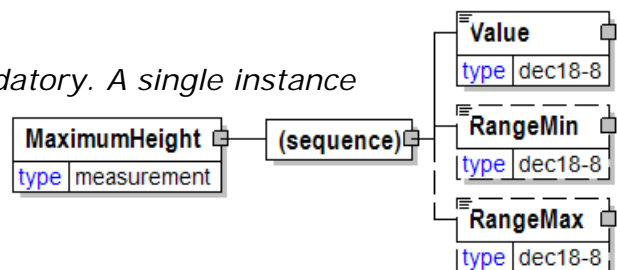 Value
type dec18-8
datory. A single instance
RangeMin
type dec18-8
MaximumHeight (sequence)
type measurement
RangeMax
type dec18-8